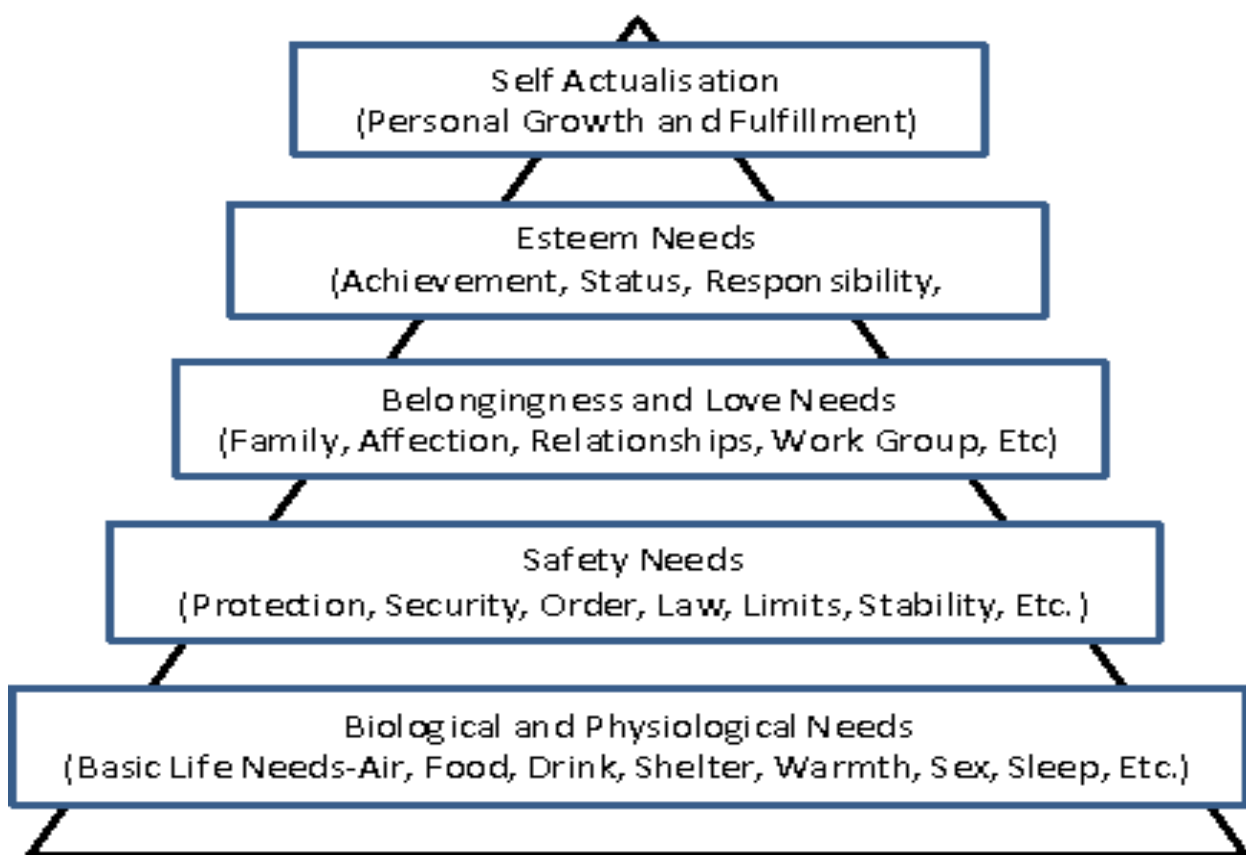 Self Actualisation
(Personal Growth and Fulfillment)
Esteem Needs
(Achievement, Status, Responsibility,
Belongingness and Love Needs
(Family, Affection, Relationships, Work Group, Etc)
Safety Needs
(Protection, Security, Order, Law, Limits, Stability, Etc.)
Biological and Physiological Needs
(Basic Life Needs-Air, Food, Drink, Shelter, Warmth, Sex, Sleep, Etc.)